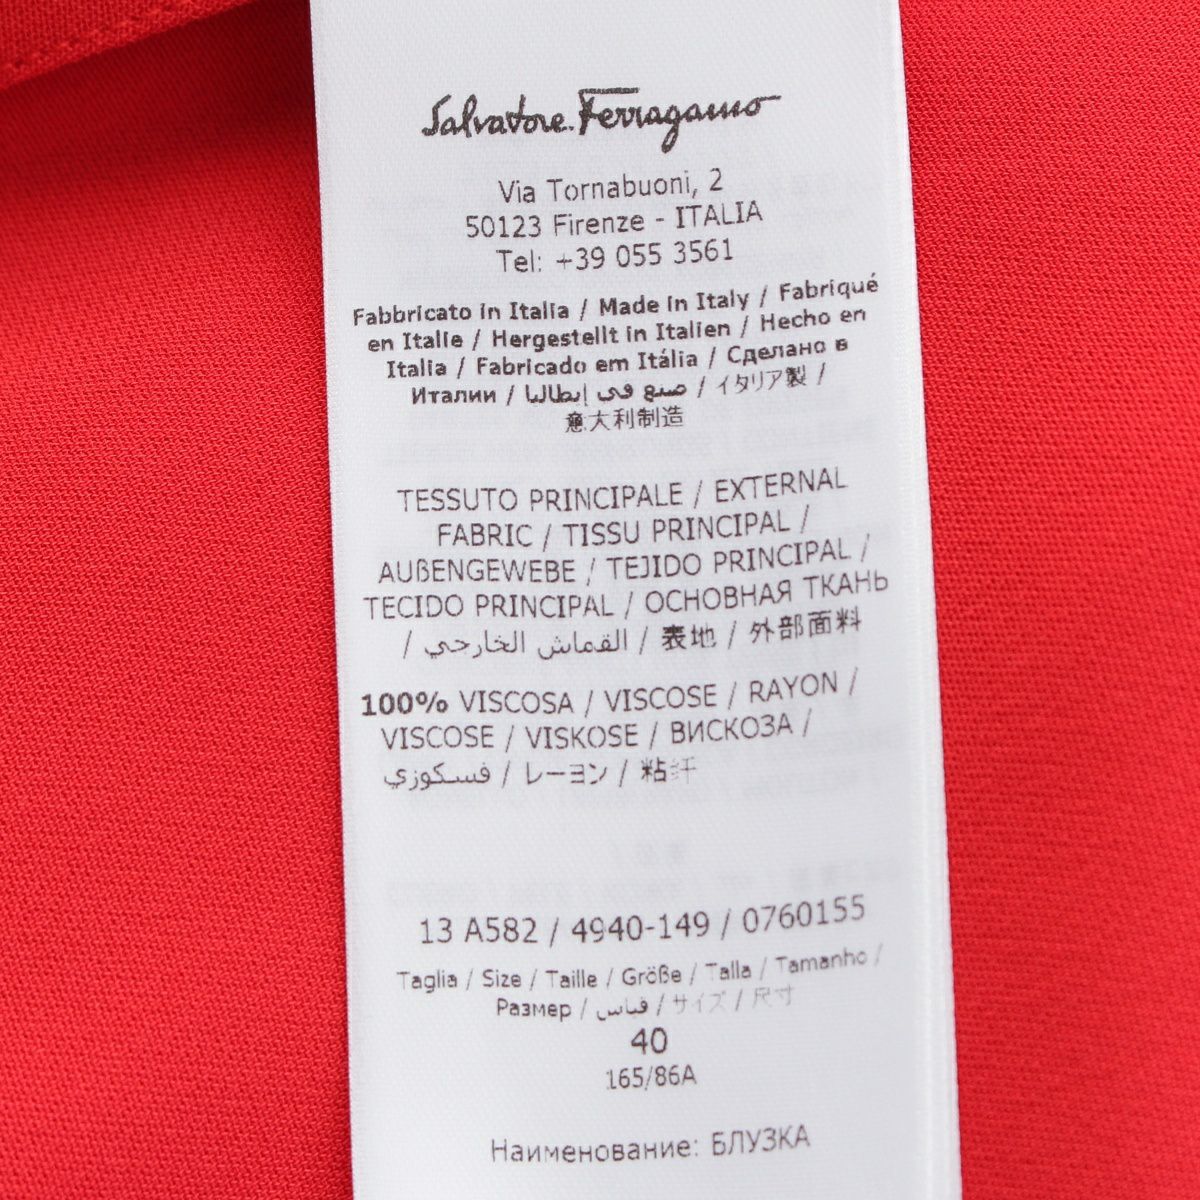 Salvatore Ferragamo
Via Tornabuoni, 2
50123 Firenze - ITALIA
Tel: +39 055 3561
Fabbricato in Italia / Made in Italy / Fabriqué
en Italie / Hergestellt in Italien / Hecho en
Italia / Fabricado em Itália / Сделано в
Италии / صنع في إيطاليا / イタリア製 /
意大利制造
TESSUTO PRINCIPALE / EXTERNAL
FABRIC / TISSU PRINCIPAL /
AUßENGEWEBE / TEJIDO PRINCIPAL /
TECIDO PRINCIPAL / ОСНОВНАЯ ТКАНЬ
/ القماش الخارجي / 表地 / 外部面料
100% VISCOSA / VISCOSE / RAYON /
VISCOSE / VISKOSE / ВИСКОЗА /
فسكوزي / レーヨン / 粘纤
13 A582 / 4940-149 / 0760155
Taglia / Size / Taille / Größe / Talla / Tamanho /
Размер / قياس / サイズ / 尺寸
40
165/86A
Наименование: БЛУЗКА